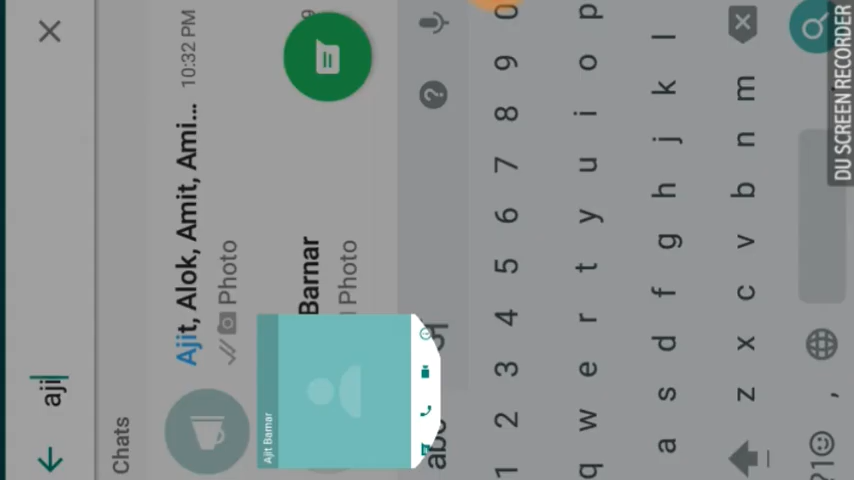 aji
Chats
Ajit, Alok, Amit, Ami... 10:32 PM
Photo
Barnar
Photo
Ajit Barnar
abc
1 2 3 4 5 6 7 8 9 0
q w e r t y u i o p
a s d f g h j k l
z x c v b n m
?1 ,
DU SCREEN RECORDER